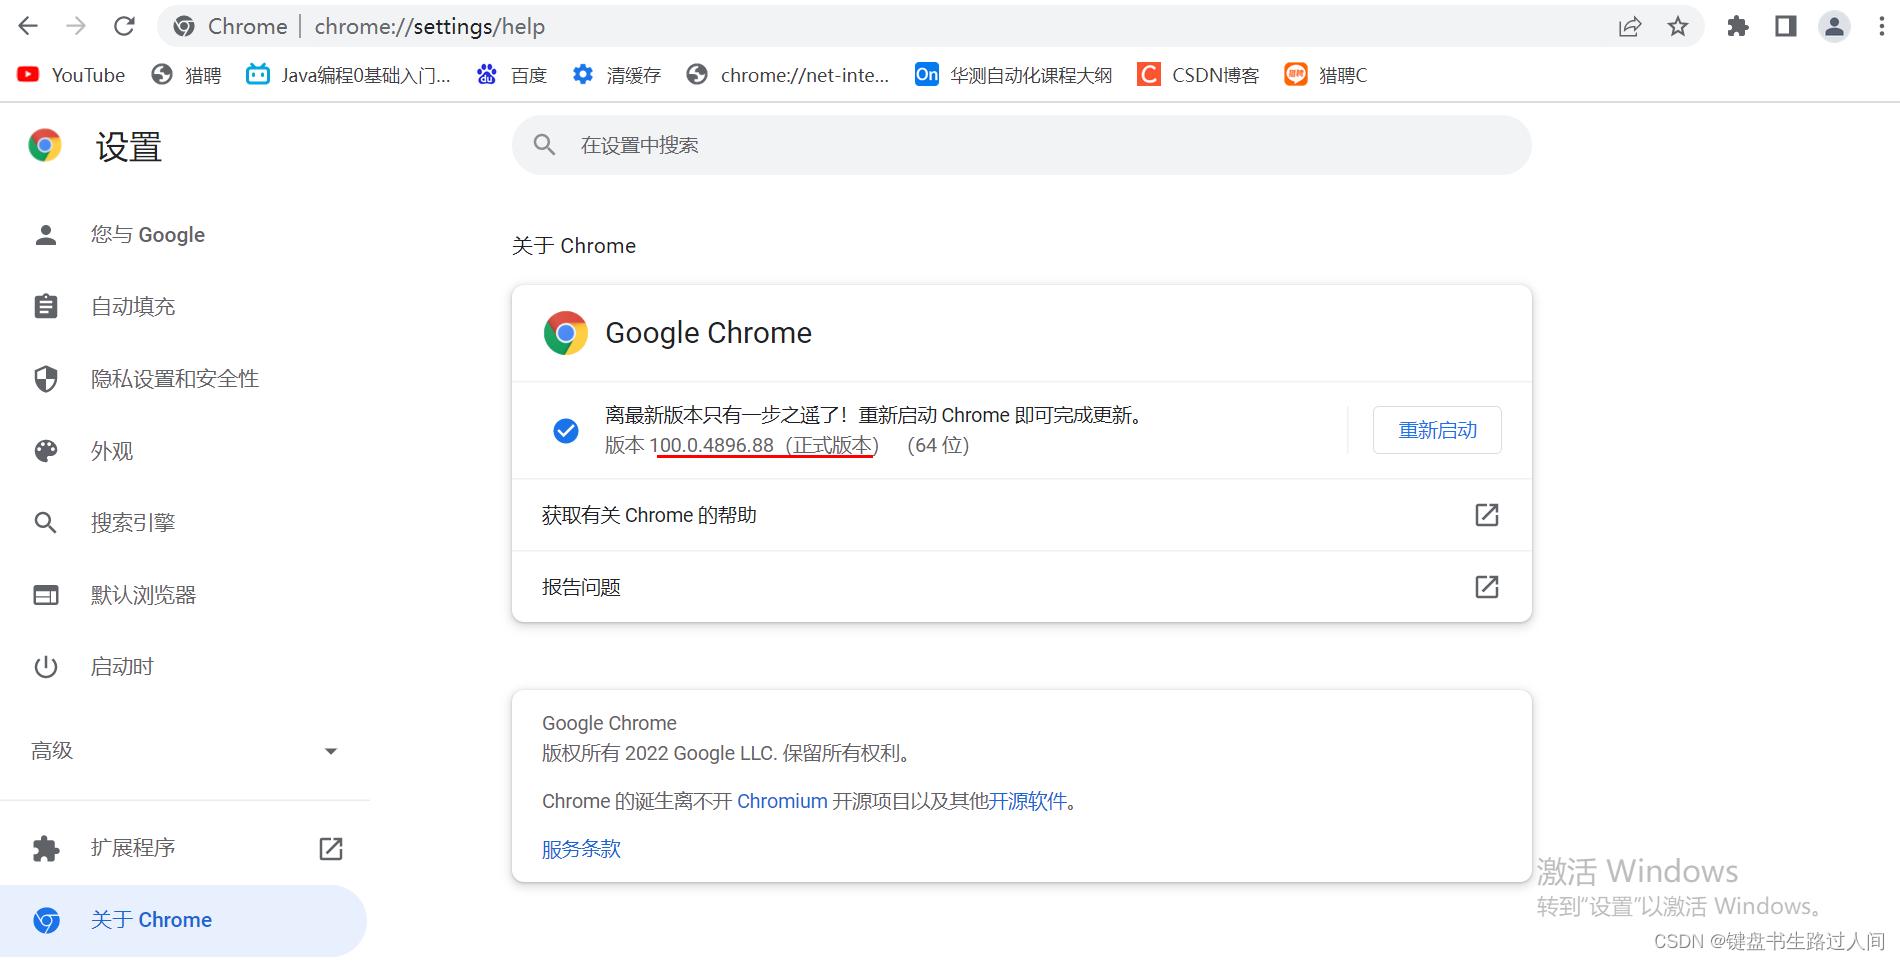 Chrome | chrome://settings/help
YouTube 猎聘 Java编程0基础入门... 百度 清缓存 chrome://net-inte... On 华测自动化课程大纲 C CSDN博客 猎聘 猎聘C
设置
在设置中搜索
您与 Google
自动填充
隐私设置和安全性
外观
搜索引擎
默认浏览器
启动时
高级
扩展程序
关于 Chrome
关于 Chrome
Google Chrome
离最新版本只有一步之遥了！重新启动 Chrome 即可完成更新。
版本 100.0.4896.88（正式版本） （64 位）
重新启动
获取有关 Chrome 的帮助
报告问题
Google Chrome
版权所有 2022 Google LLC. 保留所有权利。
Chrome 的诞生离不开 Chromium 开源项目以及其他开源软件。
服务条款
激活 Windows
转到“设置”以激活 Windows。
CSDN @键盘书生路过人间